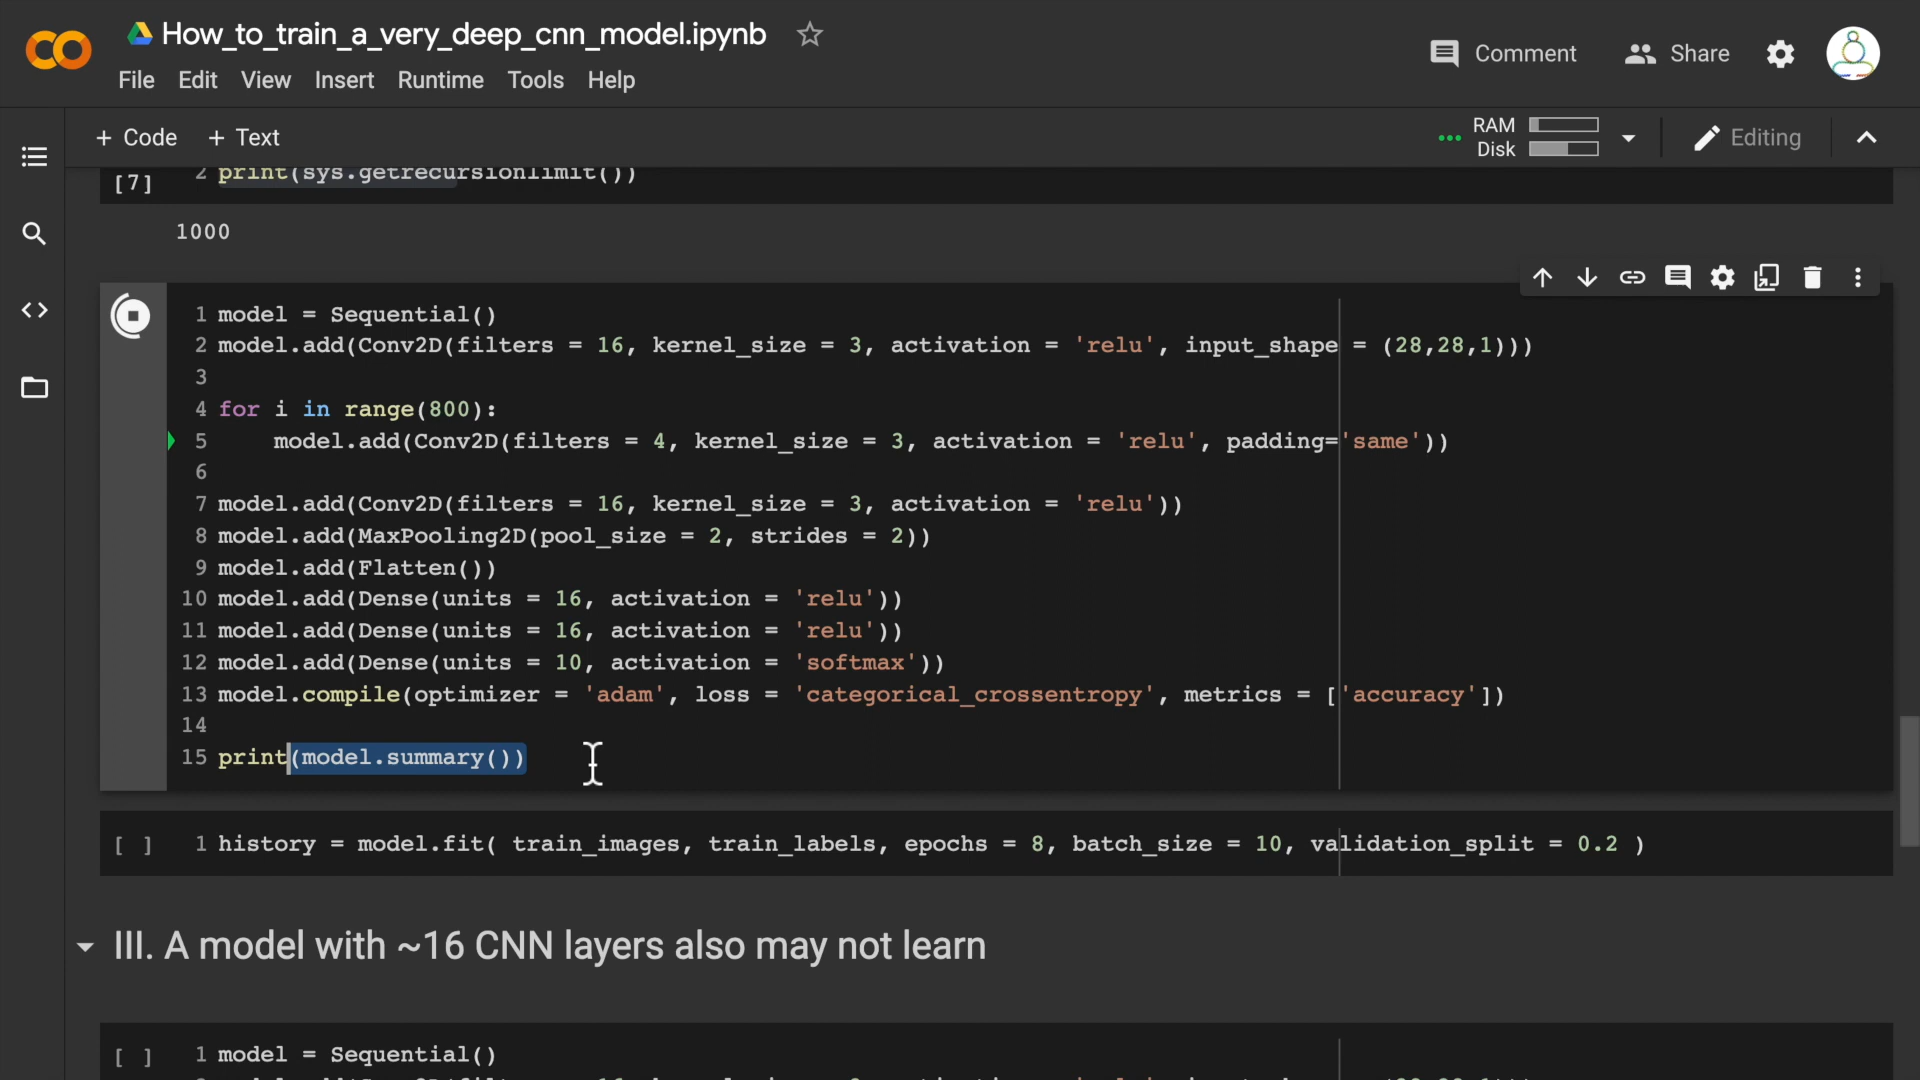 How_to_train_a_very_deep_cnn_model.ipynb
Comment
Share
File Edit View Insert Runtime Tools Help
+ Code + Text
RAM
Disk
Editing
[7] 2 print(sys.getrecursionlimit())
1000
1 model = Sequential()
2 model.add(Conv2D(filters = 16, kernel_size = 3, activation = 'relu', input_shape = (28,28,1)))
3
4 for i in range(800):
5 model.add(Conv2D(filters = 4, kernel_size = 3, activation = 'relu', padding='same'))
6
7 model.add(Conv2D(filters = 16, kernel_size = 3, activation = 'relu'))
8 model.add(MaxPooling2D(pool_size = 2, strides = 2))
9 model.add(Flatten())
10 model.add(Dense(units = 16, activation = 'relu'))
11 model.add(Dense(units = 16, activation = 'relu'))
12 model.add(Dense(units = 10, activation = 'softmax'))
13 model.compile(optimizer = 'adam', loss = 'categorical_crossentropy', metrics = ['accuracy'])
14
15 print(model.summary())
[ ] 1 history = model.fit( train_images, train_labels, epochs = 8, batch_size = 10, validation_split = 0.2 )
III. A model with ~16 CNN layers also may not learn
[ ] 1 model = Sequential()